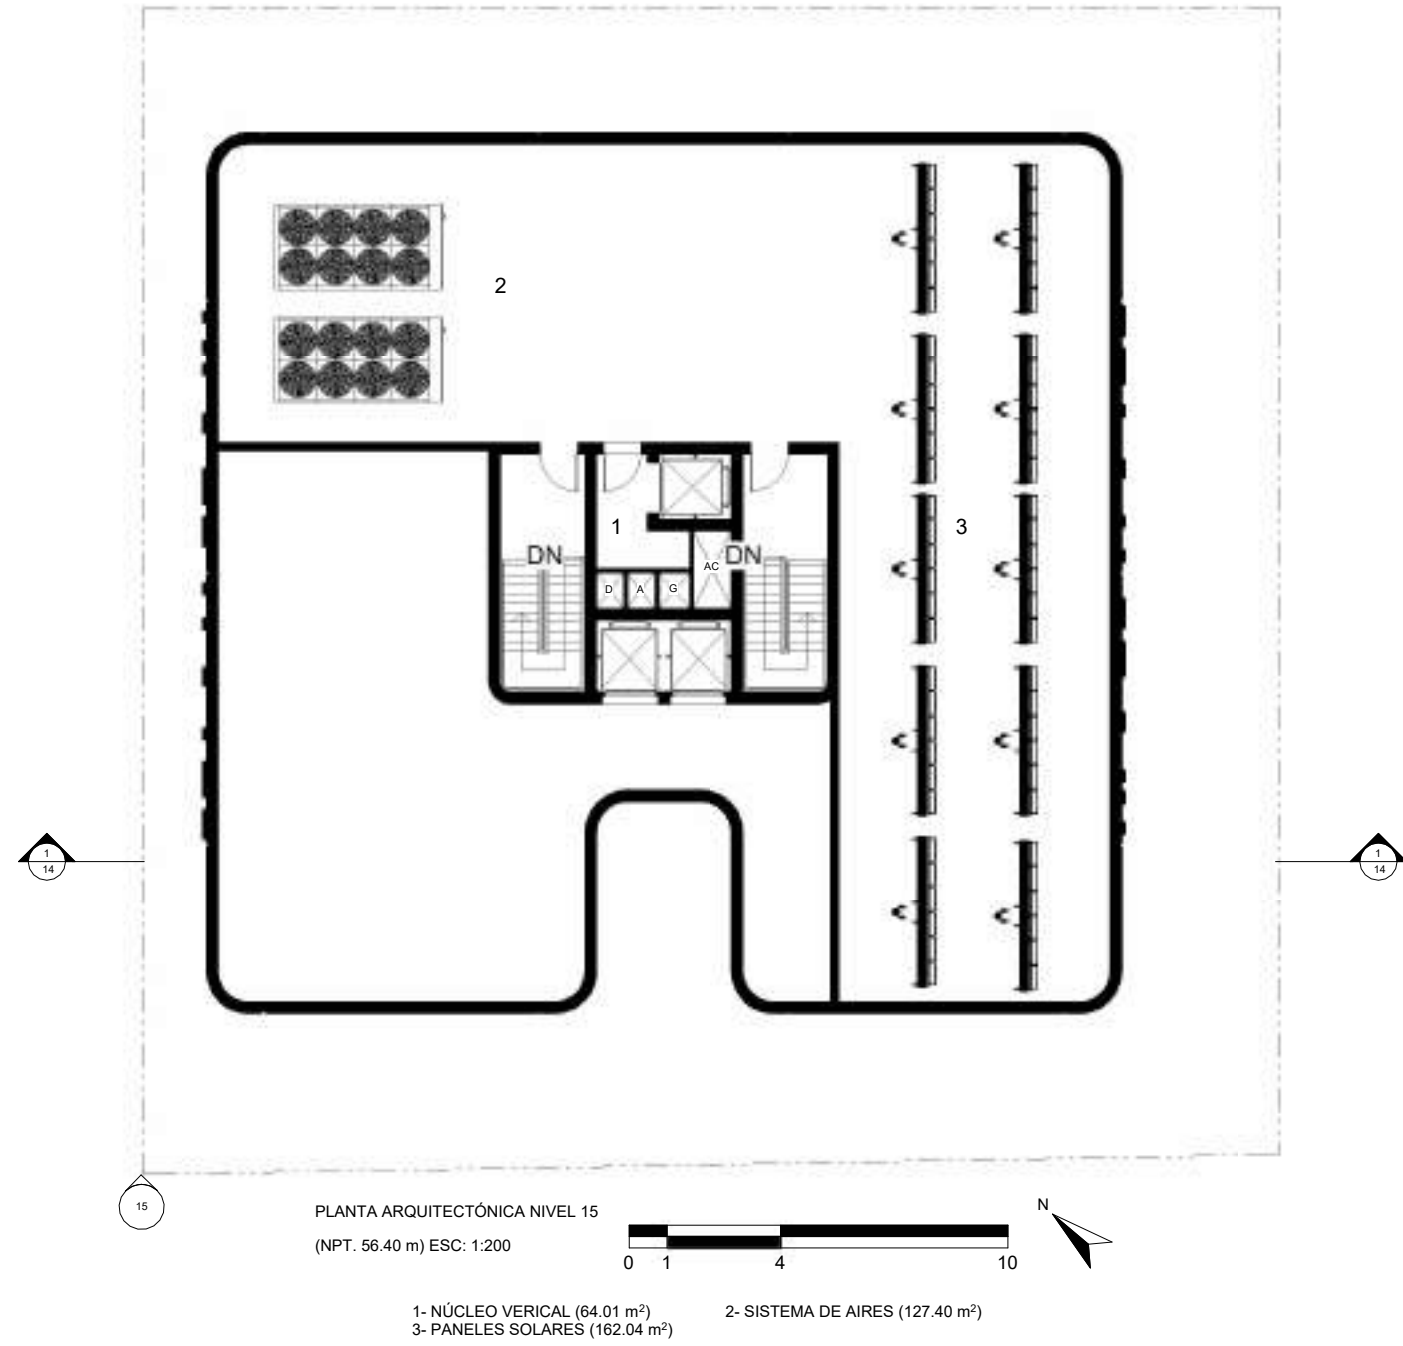 2
1
3
DN
DN
AC
D
A
G
1
14
1
14
15
PLANTA ARQUITECTÓNICA NIVEL 15
(NPT. 56.40 m) ESC: 1:200
0 1 4 10
N
1- NÚCLEO VERICAL (64.01 m²)
2- SISTEMA DE AIRES (127.40 m²)
3- PANELES SOLARES (162.04 m²)